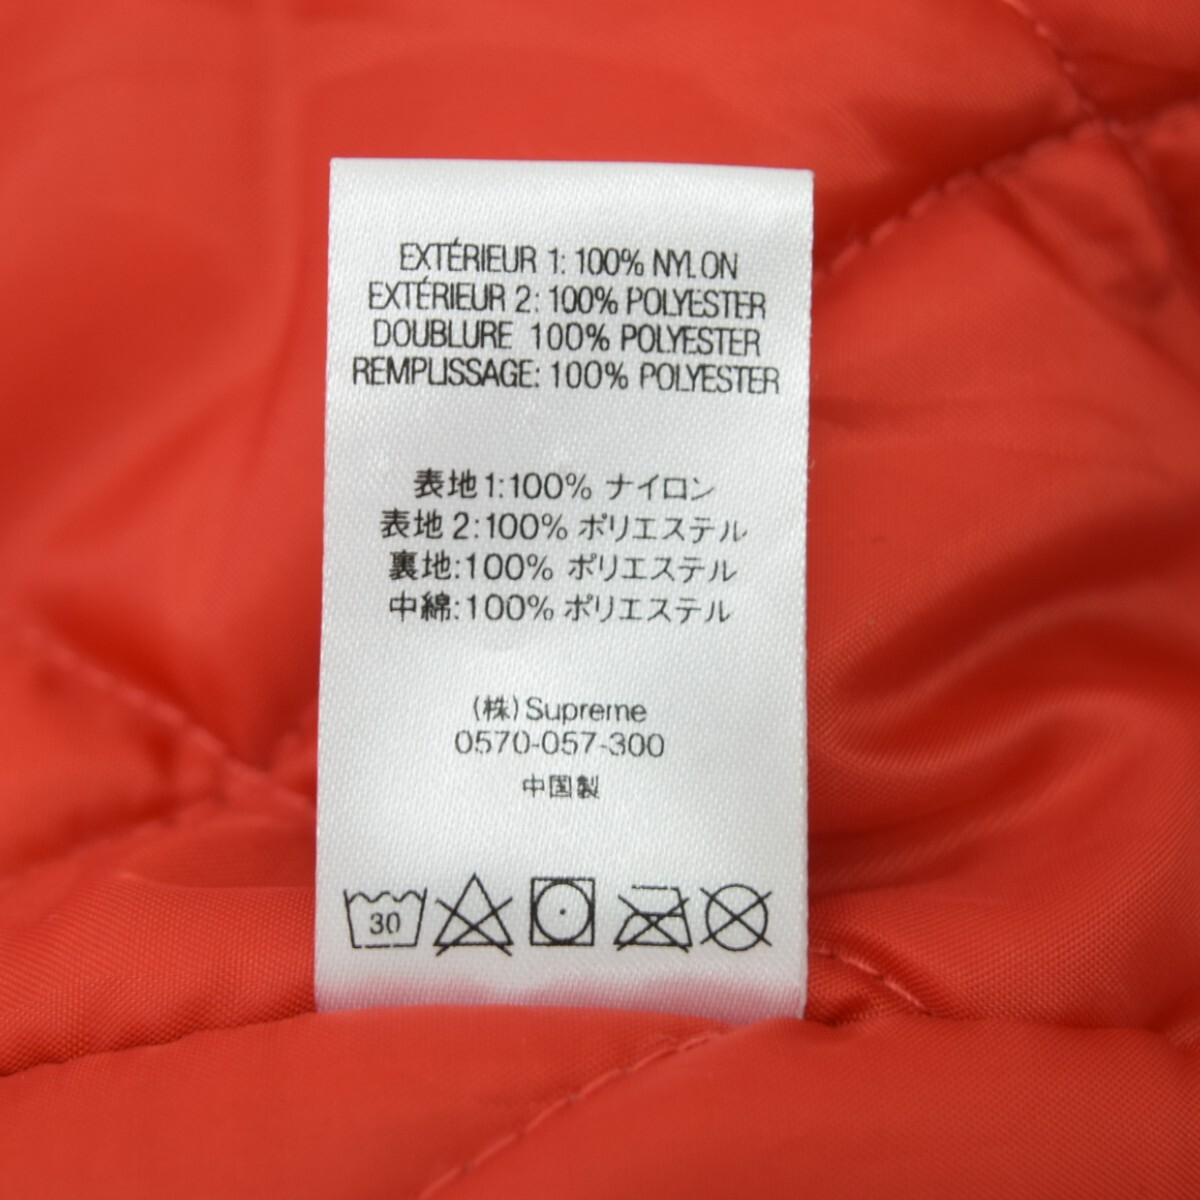 EXTÉRIEUR 1: 100% NYLON
EXTÉRIEUR 2: 100% POLYESTER
DOUBLURE 100% POLYESTER
REMPLISSAGE: 100% POLYESTER
表地1:100% ナイロン
表地2:100% ポリエステル
裏地:100% ポリエステル
中綿:100% ポリエステル
(株)Supreme
0570-057-300
中国製
30